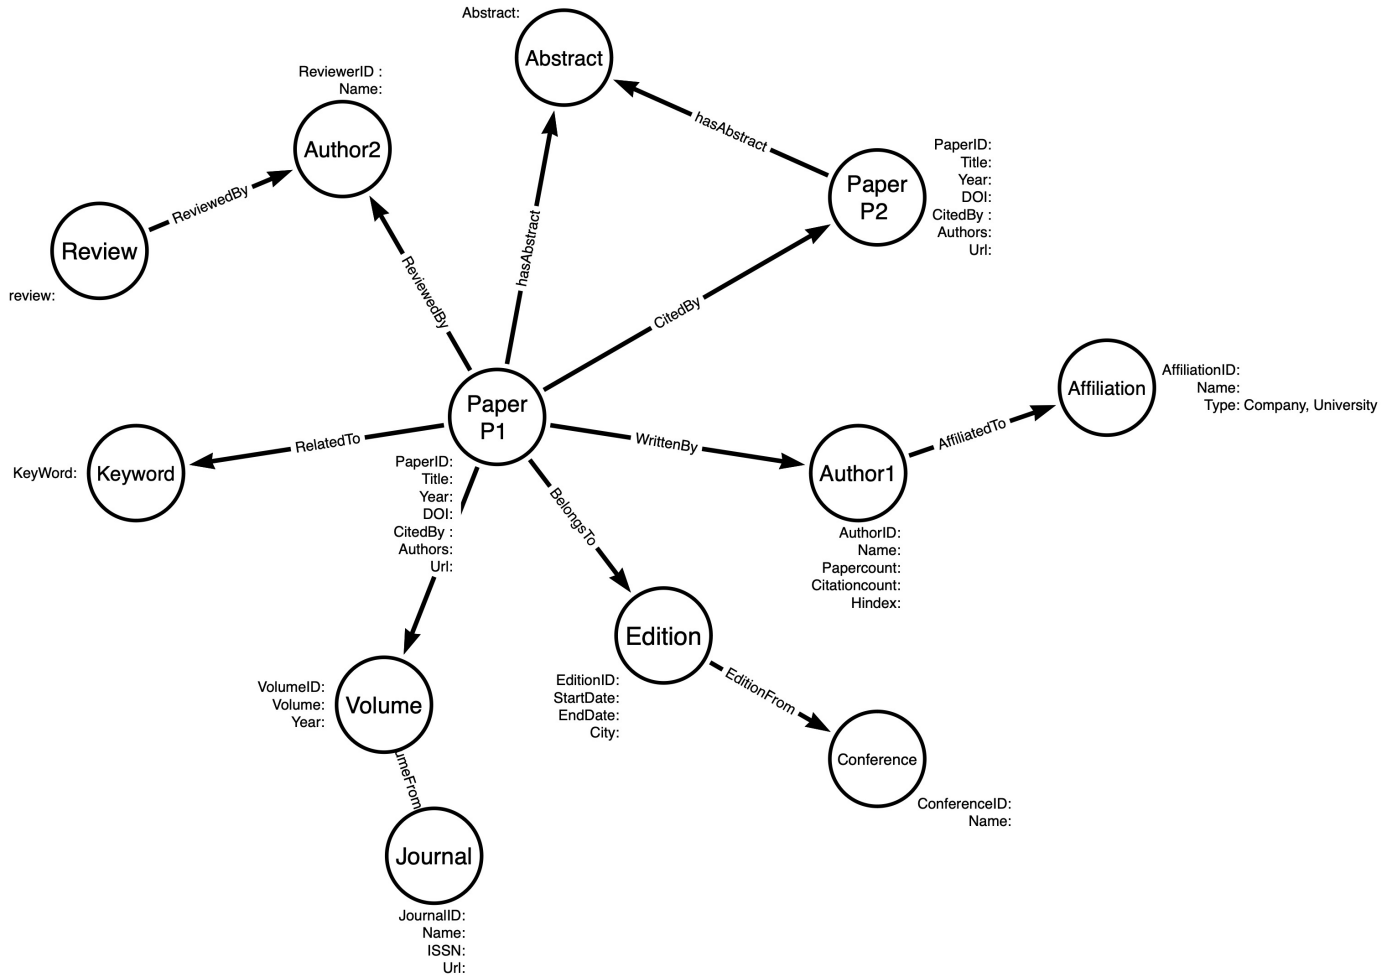 Abstract:
Abstract
ReviewerID :
Name:
Author2
hasAbstract
PaperID:
Title:
Year:
DOI:
CitedBy :
Authors:
Url:
Paper
P2
ReviewedBy
Review
review:
ReviewedBy
hasAbstract
CitedBy
Paper
P1
PaperID:
Title:
Year:
DOI:
CitedBy :
Authors:
Url:
RelatedTo
KeyWord:
Keyword
WrittenBy
Author1
AuthorID:
Name:
Papercount:
Citationcount:
Hindex:
AffiliatedTo
Affiliation
AffiliationID:
Name:
Type: Company, University
BelongsTo
Edition
EditionID:
StartDate:
EndDate:
City:
EditionFrom
Conference
ConferenceID:
Name:
VolumeID:
Volume:
Year:
Volume
umeFrom
Journal
JournalID:
Name:
ISSN:
Url: